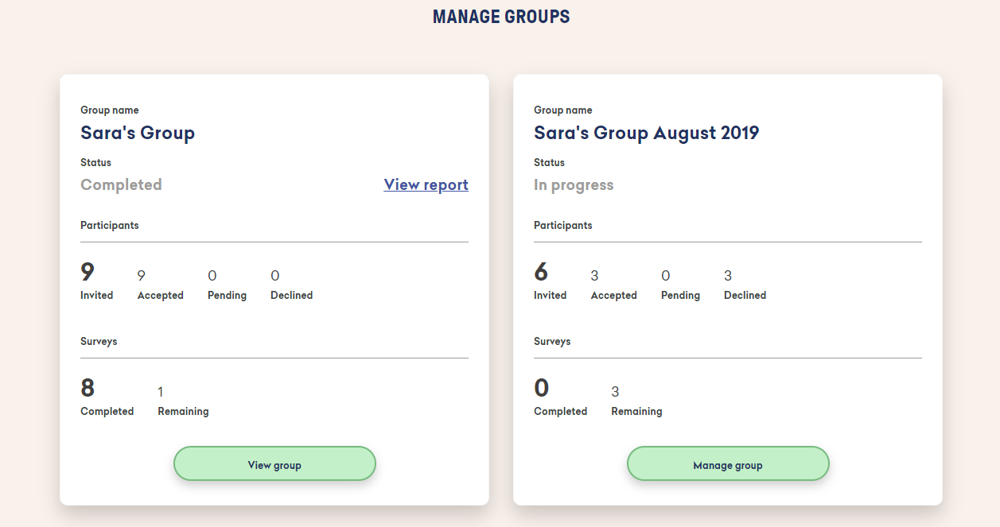 MANAGE GROUPS
Group name
Sara's Group
Status
Completed
View report
Participants
9 9 0 0
Invited Accepted Pending Declined
Surveys
8 1
Completed Remaining
View group
Group name
Sara's Group August 2019
Status
In progress
Participants
6 3 0 3
Invited Accepted Pending Declined
Surveys
0 3
Completed Remaining
Manage group